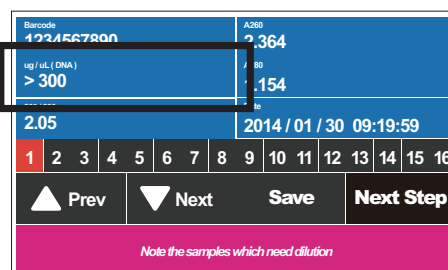 Barcode
1234567890
A260
2.364
ug / uL ( DNA )
> 300
.154
2.05
2014 / 01 / 30 09:19:59
1 2 3 4 5 6 7 8 9 10 11 12 13 14 15 16
Prev
Next
Save
Next Step
Note the samples which need dilution